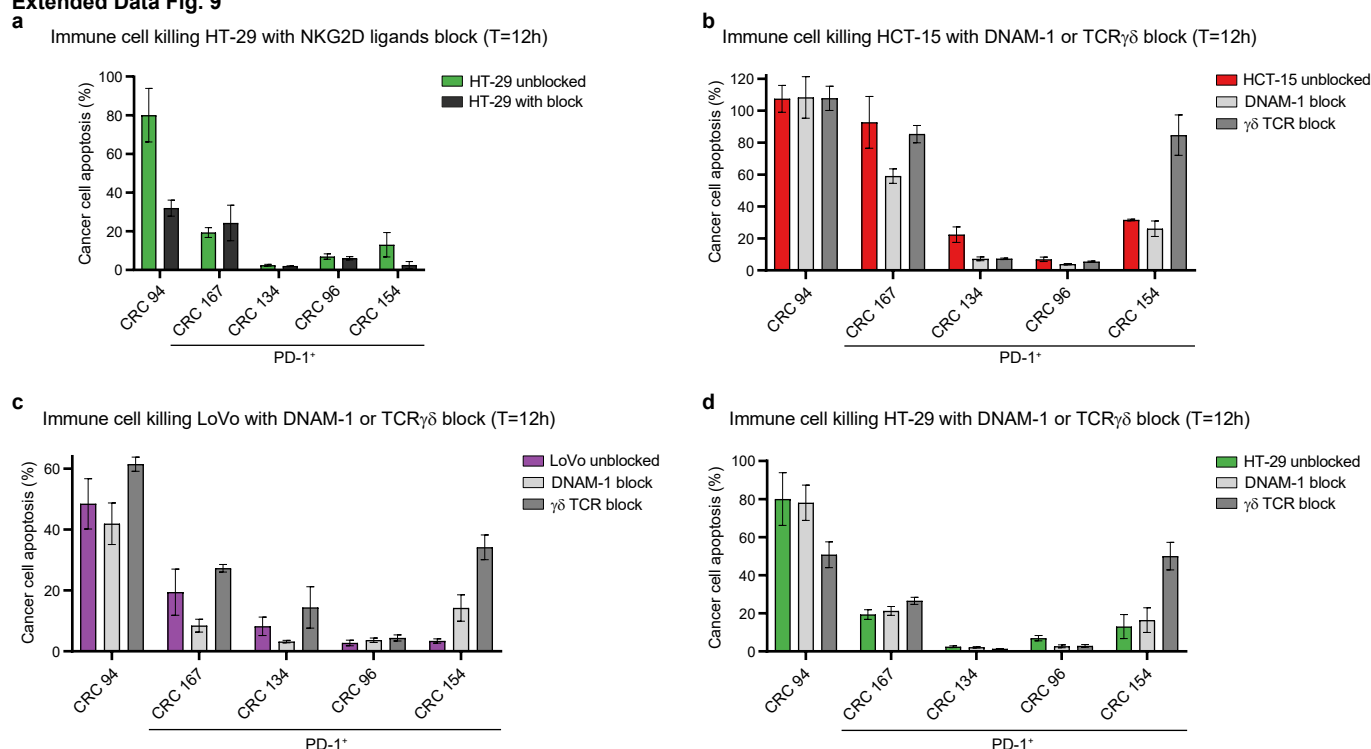 Extended Data Fig. 9
a
Immune cell killing HT-29 with NKG2D ligands block (T=12h)
Cancer cell apoptosis (%)
100
80
60
40
20
0
HT-29 unblocked
HT-29 with block
CRC 94
CRC 167
CRC 134
CRC 96
CRC 154
PD-1⁺
b
Immune cell killing HCT-15 with DNAM-1 or TCRγδ block (T=12h)
Cancer cell apoptosis (%)
120
100
80
60
40
20
0
HCT-15 unblocked
DNAM-1 block
γδ TCR block
CRC 94
CRC 167
CRC 134
CRC 96
CRC 154
PD-1⁺
c
Immune cell killing LoVo with DNAM-1 or TCRγδ block (T=12h)
Cancer cell apoptosis (%)
60
40
20
0
LoVo unblocked
DNAM-1 block
γδ TCR block
CRC 94
CRC 167
CRC 134
CRC 96
CRC 154
PD-1⁺
d
Immune cell killing HT-29 with DNAM-1 or TCRγδ block (T=12h)
Cancer cell apoptosis (%)
100
80
60
40
20
0
HT-29 unblocked
DNAM-1 block
γδ TCR block
CRC 94
CRC 167
CRC 134
CRC 96
CRC 154
PD-1⁺